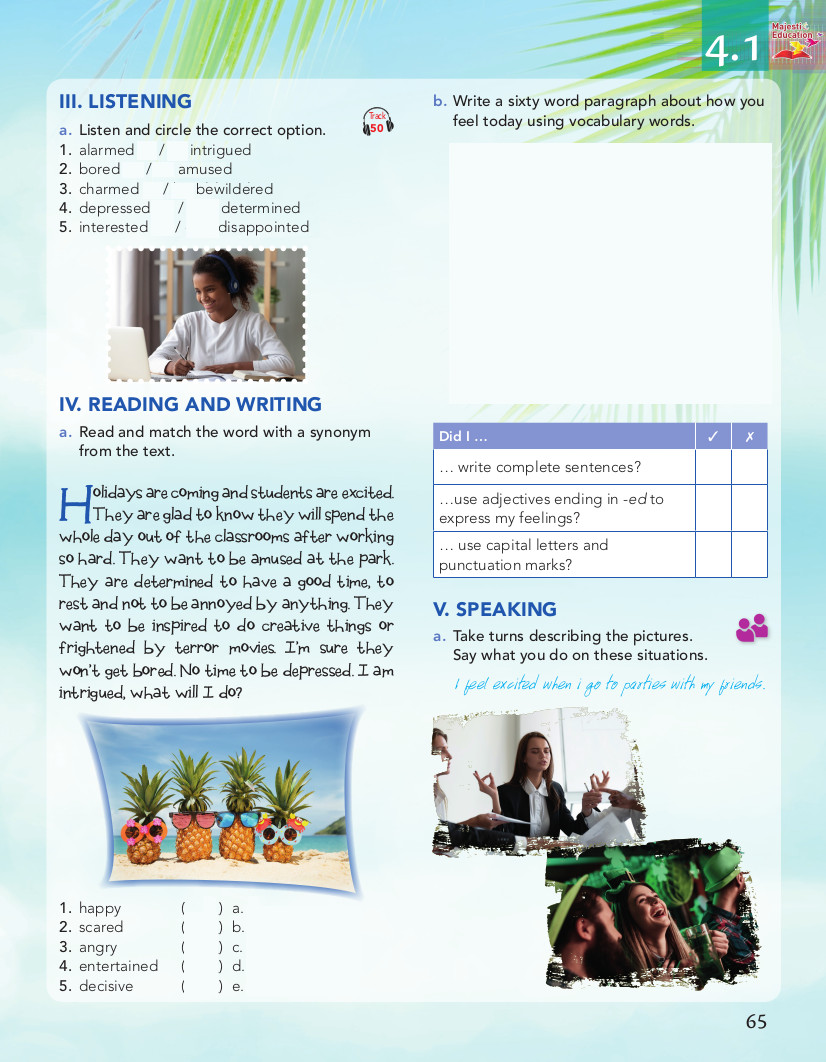 4.1
Majesti
Education
III. LISTENING
a. Listen and circle the correct option.
Track
50
1. alarmed / intrigued
2. bored / amused
3. charmed / bewildered
4. depressed / determined
5. interested / disappointed
IV. READING AND WRITING
a. Read and match the word with a synonym
from the text.
Holidays are coming and students are excited.
They are glad to know they will spend the
whole day out of the classrooms after working
so hard. They want to be amused at the park.
They are determined to have a good time, to
rest and not to be annoyed by anything. They
want to be inspired to do creative things or
frightened by terror movies. I'm sure they
won't get bored. No time to be depressed. I am
intrigued, what will I do?
1. happy ( ) a.
2. scared ( ) b.
3. angry ( ) c.
4. entertained ( ) d.
5. decisive ( ) e.
b. Write a sixty word paragraph about how you
feel today using vocabulary words.
Did I ... ✓ ✗
... write complete sentences?
...use adjectives ending in -ed to
express my feelings?
... use capital letters and
punctuation marks?
V. SPEAKING
a. Take turns describing the pictures.
Say what you do on these situations.
I feel excited when i go to parties with my friends.
65